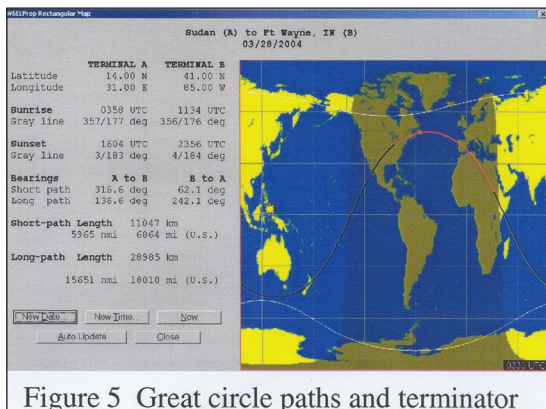 W6ELProp Rectangular Map
Sudan (A) to Ft Wayne, IN (B)
03/28/2004
TERMINAL A TERMINAL B
Latitude 14.00 N 41.00 N
Longitude 31.00 E 85.00 W
Sunrise 0358 UTC 1134 UTC
Gray line 357/177 deg 356/176 deg
Sunset 1604 UTC 2356 UTC
Gray line 3/183 deg 4/184 deg
Bearings A to B B to A
Short path 316.6 deg 62.1 deg
Long path 136.6 deg 242.1 deg
Short-path Length 11047 km
5965 nmi 6864 mi (U.S.)
Long-path Length 28985 km
15651 nmi 18010 mi (U.S.)
New Date... New Time... Now
Auto Update Close
0330 UTC
Figure 5 Great circle paths and terminator